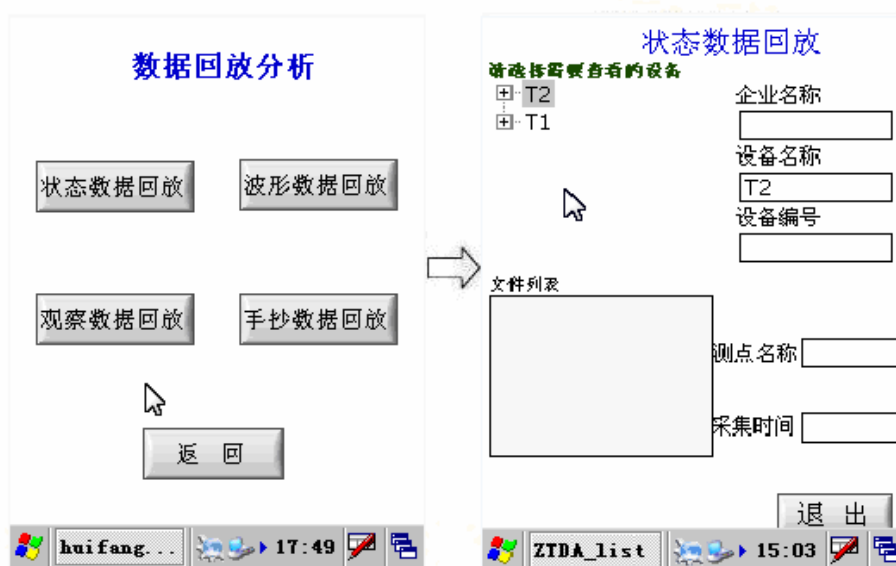 数据回放分析
状态数据回放
波形数据回放
观察数据回放
手抄数据回放
返 回
huifang...
17:49
状态数据回放
请选择需要查看的设备
T2
T1
企业名称
设备名称
T2
设备编号
文件列表
测点名称
采集时间
退 出
ZTDA_list
15:03